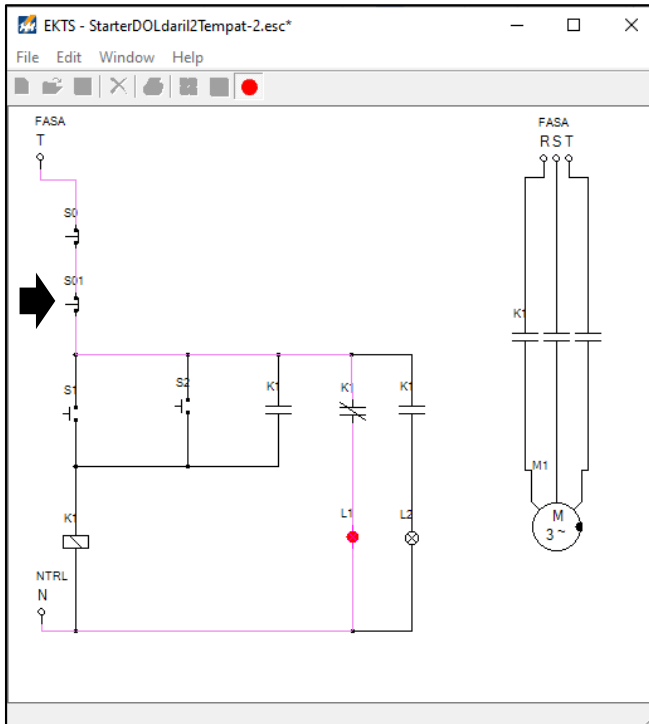 EKTS - StarterDOLdaril2Tempat-2.esc*
File Edit Window Help
FASA
T
FASA
R S T
S0
S01
S1
S2
K1
K1
K1
K1
K1
L1
L2
M1
M
3 ~
NTRL
N